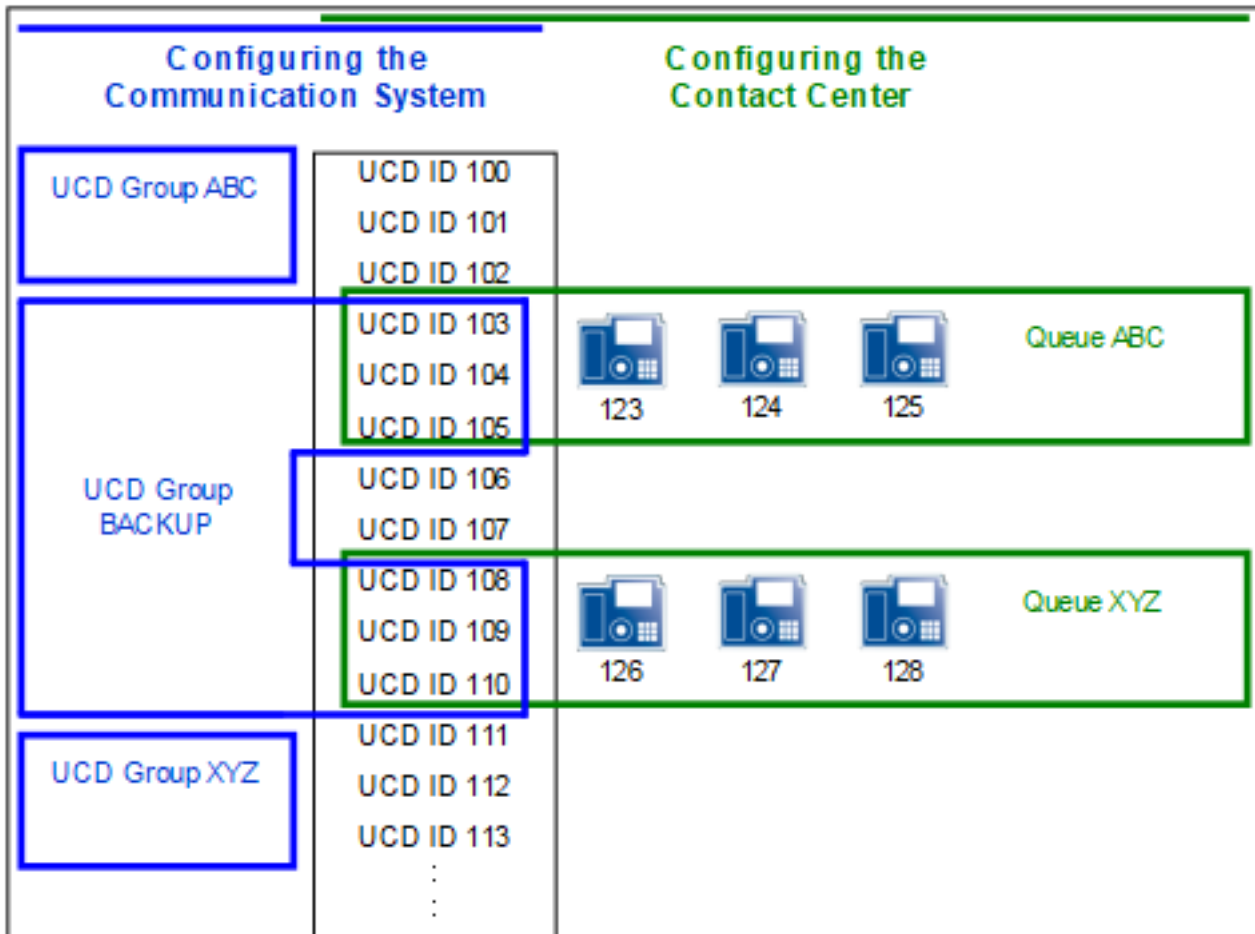 Configuring the
Communication System
Configuring the
Contact Center
UCD Group ABC
UCD ID 100
UCD ID 101
UCD ID 102
UCD ID 103
UCD ID 104
UCD ID 105
UCD ID 106
UCD ID 107
UCD ID 108
UCD ID 109
UCD ID 110
UCD ID 111
UCD ID 112
UCD ID 113
:
:
UCD Group
BACKUP
UCD Group XYZ
123
124
125
Queue ABC
126
127
128
Queue XYZ